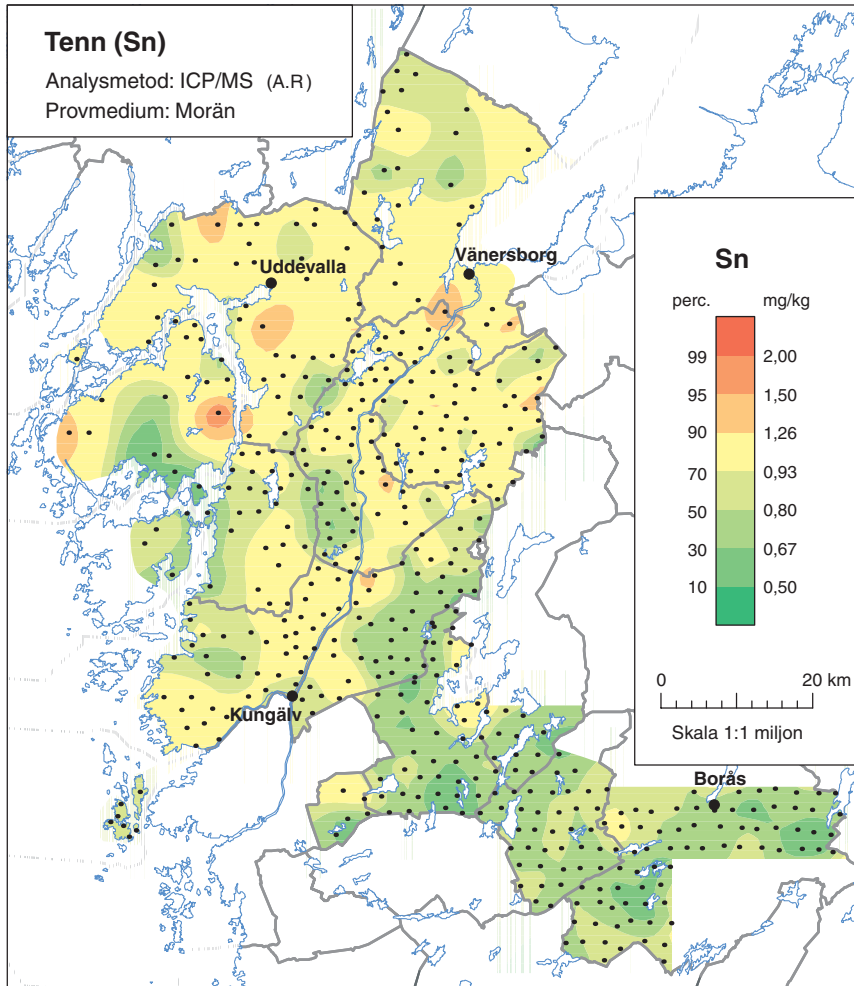 Tenn (Sn)
Analysmetod: ICP/MS (A.R)
Provmedium: Morän
Uddevalla
Vänersborg
Kungälv
Borås
Sn
perc. mg/kg
99 2,00
95 1,50
90 1,26
70 0,93
50 0,80
30 0,67
10 0,50
0 20 km
Skala 1:1 miljon